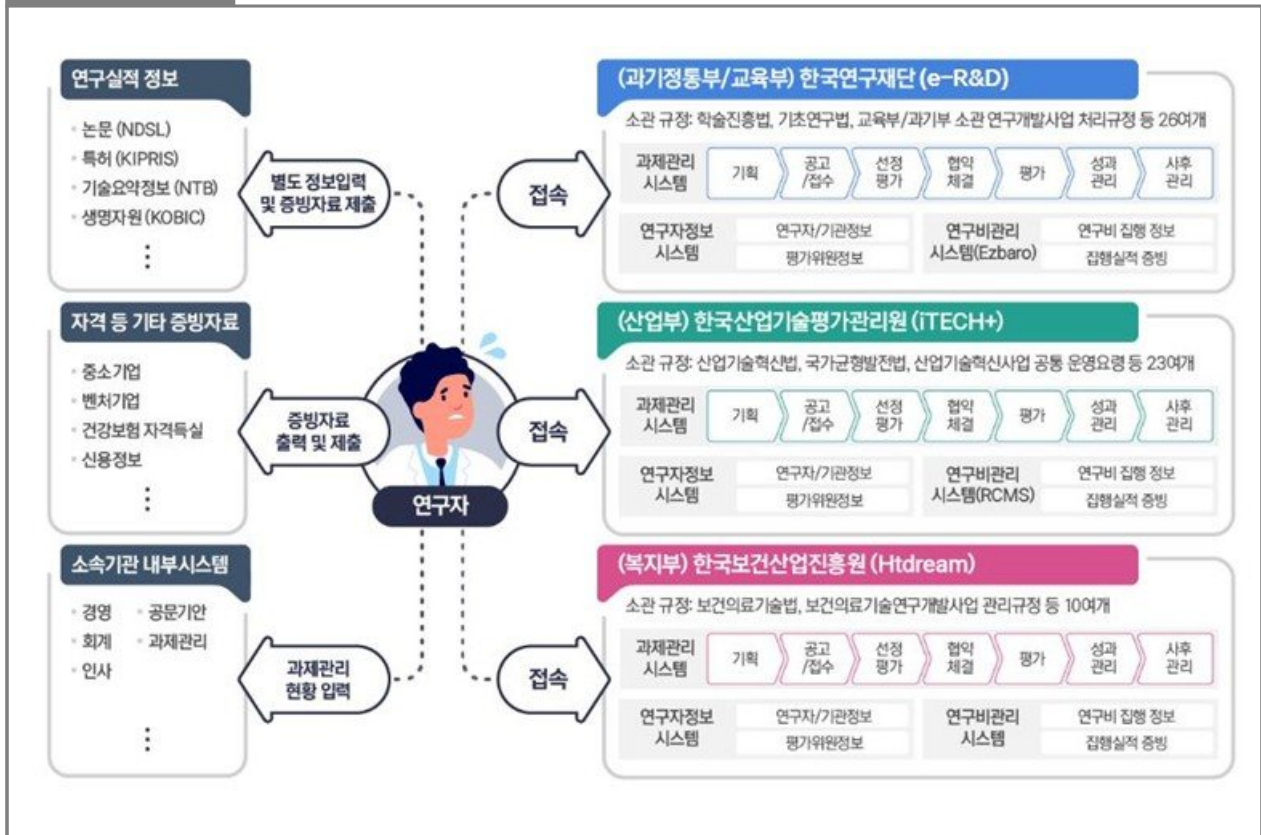 연구실적 정보
• 논문 (NDSL)
• 특허 (KIPRIS)
• 기술요약정보 (NTB)
• 생명자원 (KOBIC)
⋮
별도 정보입력
및 증빙자료 제출
자격 등 기타 증빙자료
• 중소기업
• 벤처기업
• 건강보험 자격득실
• 신용정보
⋮
증빙자료
출력 및 제출
소속기관 내부시스템
• 경영 • 공문기안
• 회계 • 과제관리
• 인사
⋮
과제관리
현황 입력
연구자
접속
(과기정통부/교육부) 한국연구재단 (e-R&D)
소관 규정: 학술진흥법, 기초연구법, 교육부/과기부 소관 연구개발사업 처리규정 등 26여개
과제관리
시스템
기획
공고
/접수
선정
평가
협약
체결
평가
성과
관리
사후
관리
연구자정보
시스템
연구자/기관정보
평가위원정보
연구비관리
시스템(Ezbaro)
연구비 집행 정보
집행실적 증빙
접속
(산업부) 한국산업기술평가관리원 (iTECH+)
소관 규정: 산업기술혁신법, 국가균형발전법, 산업기술혁신사업 공통 운영요령 등 23여개
과제관리
시스템
기획
공고
/접수
선정
평가
협약
체결
평가
성과
관리
사후
관리
연구자정보
시스템
연구자/기관정보
평가위원정보
연구비관리
시스템(RCMS)
연구비 집행 정보
집행실적 증빙
접속
(복지부) 한국보건산업진흥원 (Htdream)
소관 규정: 보건의료기술법, 보건의료기술연구개발사업 관리규정 등 10여개
과제관리
시스템
기획
공고
/접수
선정
평가
협약
체결
평가
성과
관리
사후
관리
연구자정보
시스템
연구자/기관정보
평가위원정보
연구비관리
시스템
연구비 집행 정보
집행실적 증빙